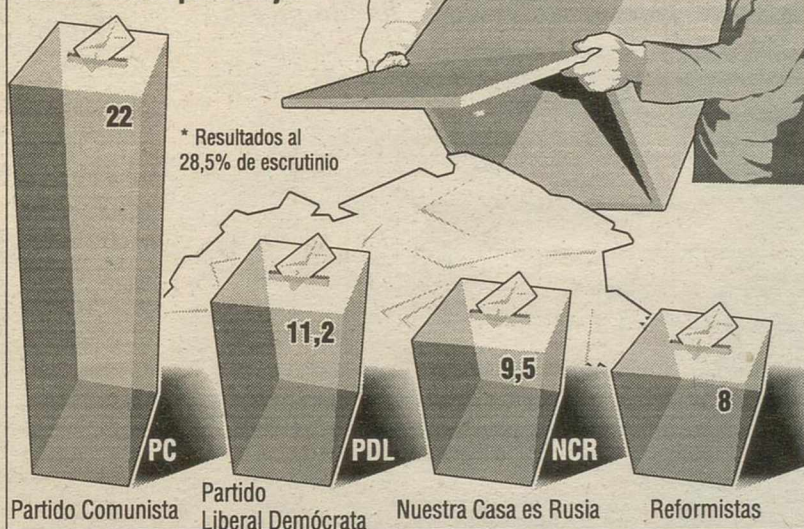 22
* Resultados al
28,5% de escrutinio
11,2
9,5
8
PC
PDL
NCR
Partido Comunista
Partido
Liberal Demócrata
Nuestra Casa es Rusia
Reformistas